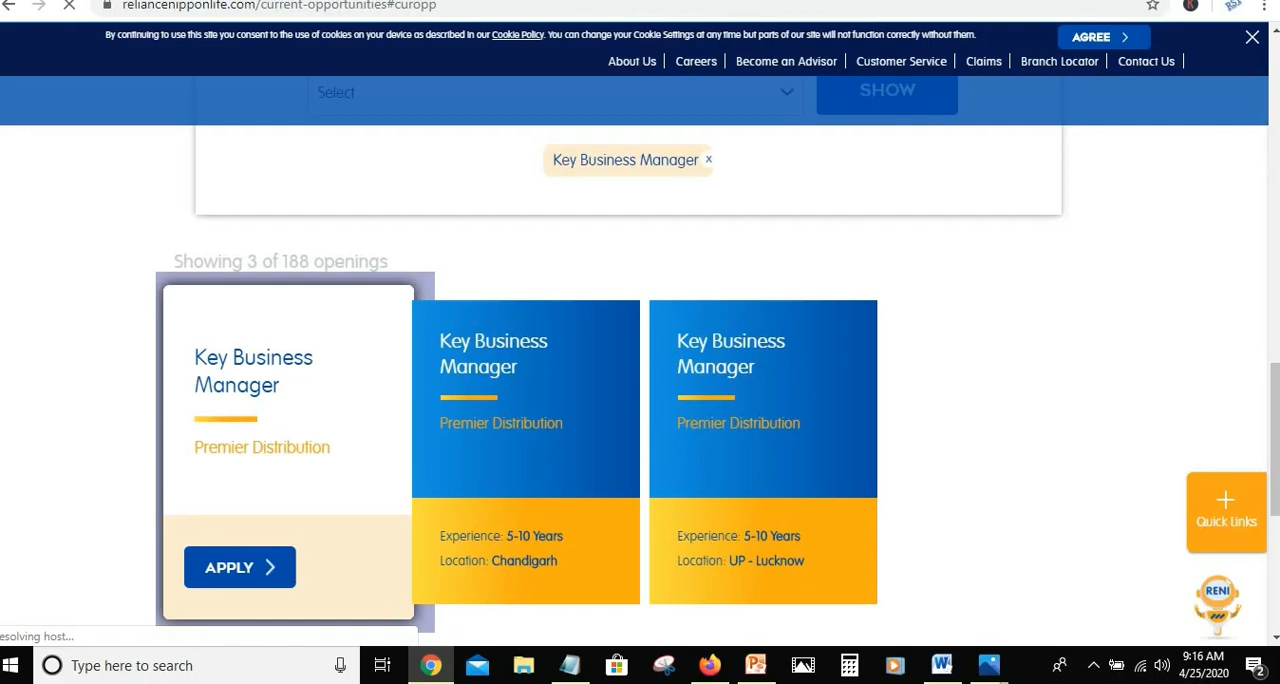 reliancenipponlife.com/current-opportunities#curopp
By continuing to use this site you consent to the use of cookies on your device as described in our Cookie Policy. You can change your Cookie Settings at any time but parts of our site will not function correctly without them.
AGREE
About Us
Careers
Become an Advisor
Customer Service
Claims
Branch Locator
Contact Us
Select
SHOW
Key Business Manager x
Showing 3 of 188 openings
Key Business
Manager
Premier Distribution
APPLY
Key Business
Manager
Premier Distribution
Experience: 5-10 Years
Location: Chandigarh
Key Business
Manager
Premier Distribution
Experience: 5-10 Years
Location: UP - Lucknow
Quick Links
RENI
esolving host...
Type here to search
9:16 AM
4/25/2020
2